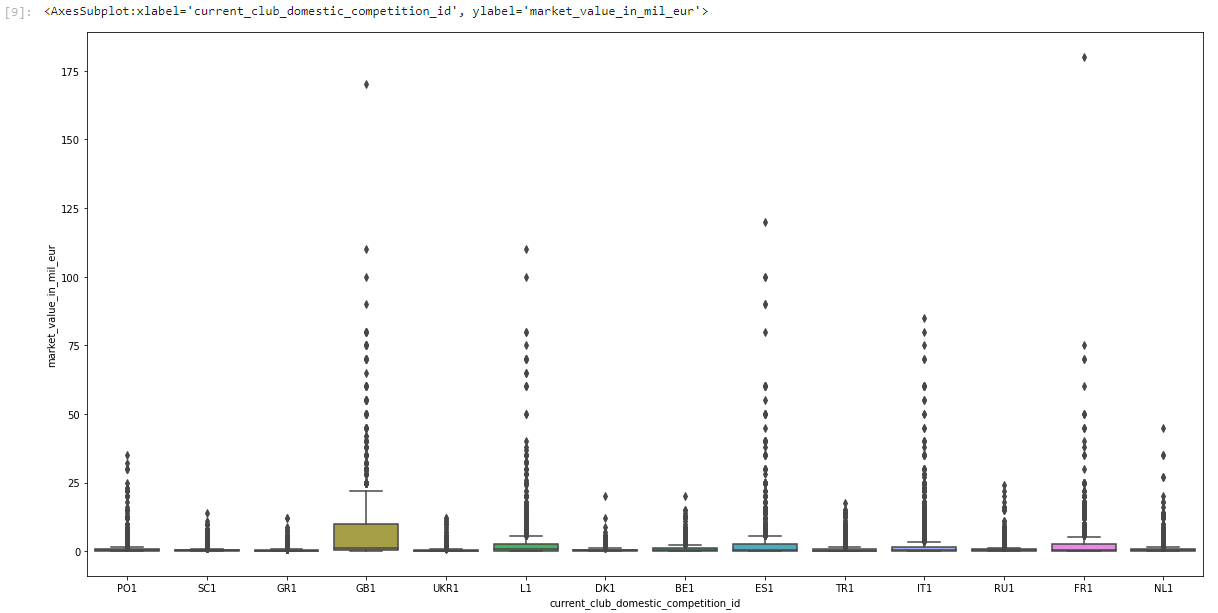 [9]: <AxesSubplot:xlabel='current_club_domestic_competition_id', ylabel='market_value_in_mil_eur'>
175
150
125
100
75
50
25
0
market_value_in_mil_eur
PO1 SC1 GR1 GB1 UKR1 L1 DK1 BE1 ES1 TR1 IT1 RU1 FR1 NL1
current_club_domestic_competition_id